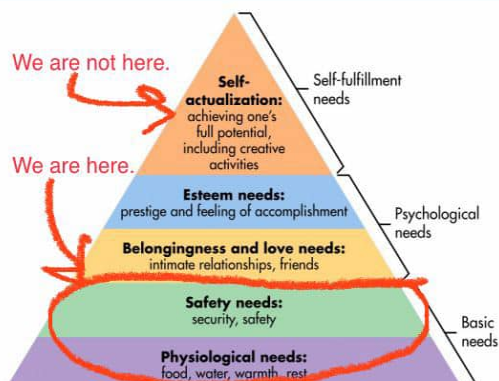 We are not here.
Self-
actualization:
achieving one's
full potential,
including creative
activities
Self-fulfillment
needs
We are here.
Esteem needs:
prestige and feeling of accomplishment
Psychological
needs
Belongingness and love needs:
intimate relationships, friends
Safety needs:
security, safety
Basic
needs
Physiological needs:
food, water, warmth, rest